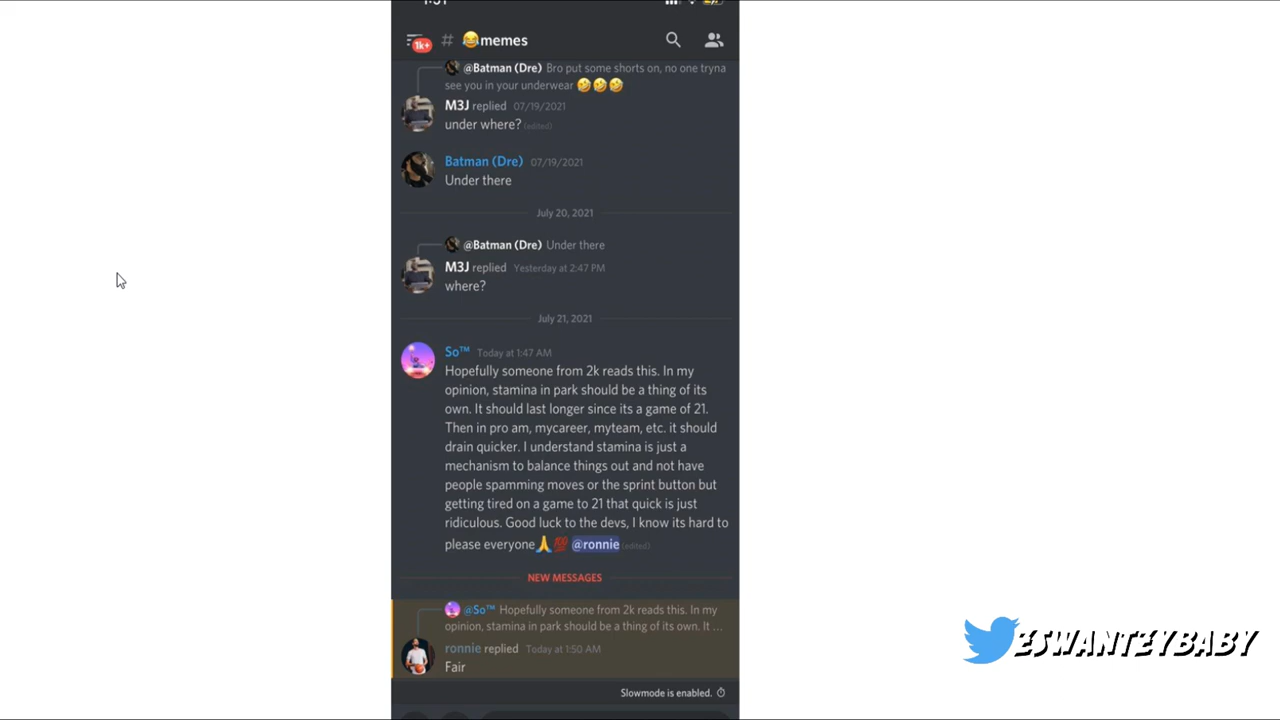 1k+ # 😂memes
@Batman (Dre) Bro put some shorts on, no one tryna
see you in your underwear 🤣🤣🤣
M3J replied 07/19/2021
under where? (edited)
Batman (Dre) 07/19/2021
Under there
July 20, 2021
@Batman (Dre) Under there
M3J replied Yesterday at 2:47 PM
where?
July 21, 2021
So™ Today at 1:47 AM
Hopefully someone from 2k reads this. In my
opinion, stamina in park should be a thing of its
own. It should last longer since its a game of 21.
Then in pro am, mycareer, myteam, etc. it should
drain quicker. I understand stamina is just a
mechanism to balance things out and not have
people spamming moves or the sprint button but
getting tired on a game to 21 that quick is just
ridiculous. Good luck to the devs, I know its hard to
please everyone🙏💯 @ronnie (edited)
NEW MESSAGES
@So™ Hopefully someone from 2k reads this. In my
opinion, stamina in park should be a thing of its own. It ...
ronnie replied Today at 1:50 AM
Fair
Slowmode is enabled.
ESWANTEYBABY